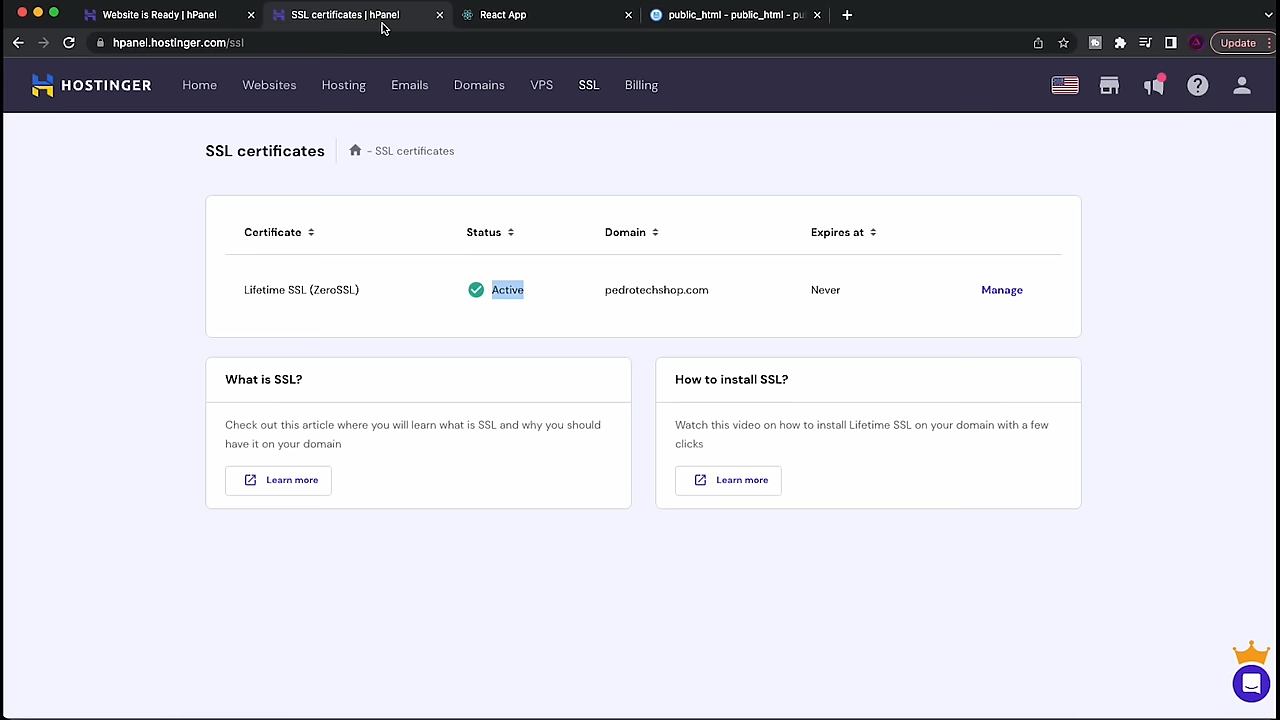 Website is Ready | hPanel
SSL certificates | hPanel
React App
public_html - public_html - pu
hpanel.hostinger.com/ssl
Update
HOSTINGER
Home
Websites
Hosting
Emails
Domains
VPS
SSL
Billing
SSL certificates
- SSL certificates
Certificate
Status
Domain
Expires at
Lifetime SSL (ZeroSSL)
Active
pedrotechshop.com
Never
Manage
What is SSL?
Check out this article where you will learn what is SSL and why you should
have it on your domain
Learn more
How to install SSL?
Watch this video on how to install Lifetime SSL on your domain with a few
clicks
Learn more